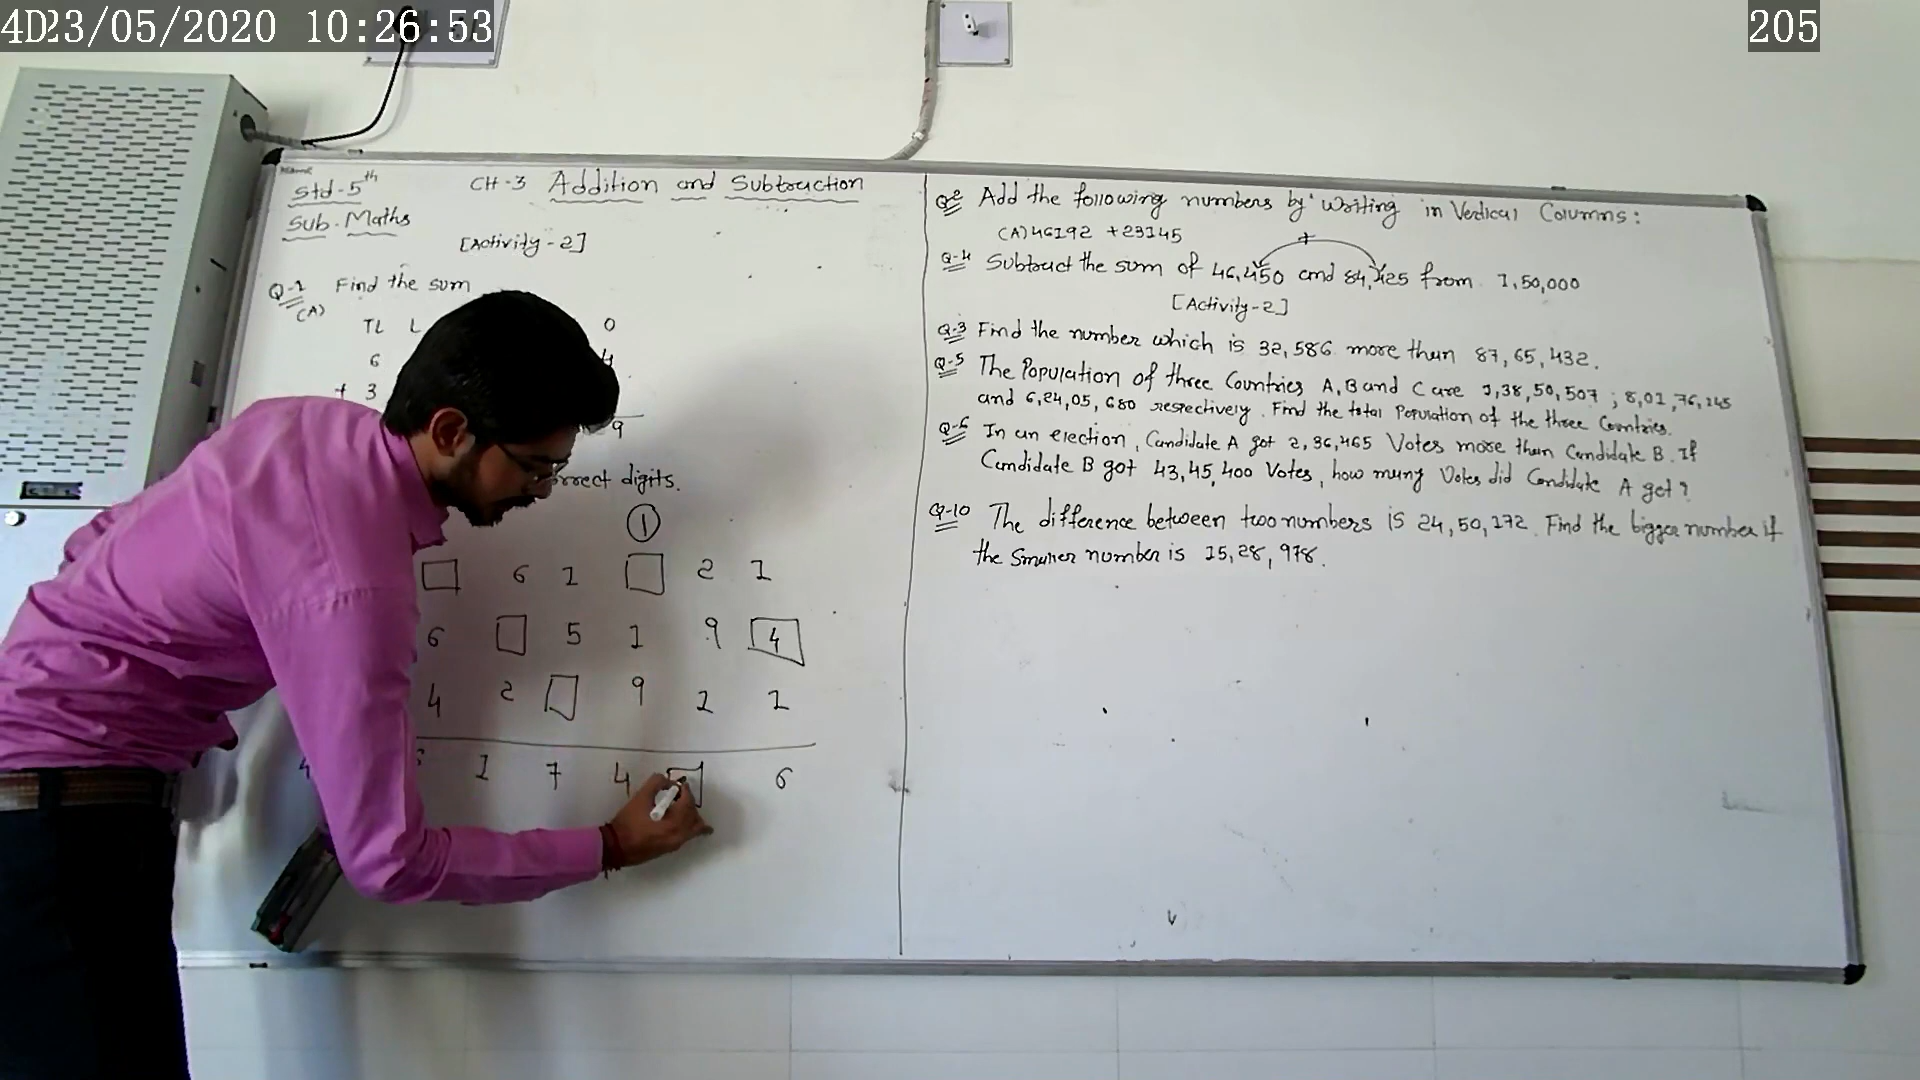 4D23/05/2020 10:26:53
205
Std-5th
CH-3 Addition and Subtraction
Sub. Maths
[Activity-2]
Q-1 Find the sum
(A)
TL L O
6 4
+ 3
9
correct digits.
1
□ 6 1 □ 2 1
6 □ 5 1 9 4
4 2 □ 9 1 1
1 7 4 □ 6
Q-2 Add the following numbers by writing in Vertical Columns:
(A) 46192 + 23145
+
Q-4 Subtract the sum of 46,450 and 84,425 from 1,50,000
[Activity-2]
Q-3 Find the number which is 32,586 more than 87,65,432.
Q-5 The Population of three Countries A, B and C are 1,38,50,507 ; 8,01,76,145
and 6,24,05,680 respectively. Find the total Population of the three Countries.
Q-6 In an election, Candidate A got 2,36,465 Votes more than Candidate B. If
Candidate B got 43,45,400 Votes, how many Votes did Candidate A get?
Q-10 The difference between two numbers is 24,50,172. Find the bigger number if
the Smaller number is 15,28,978.